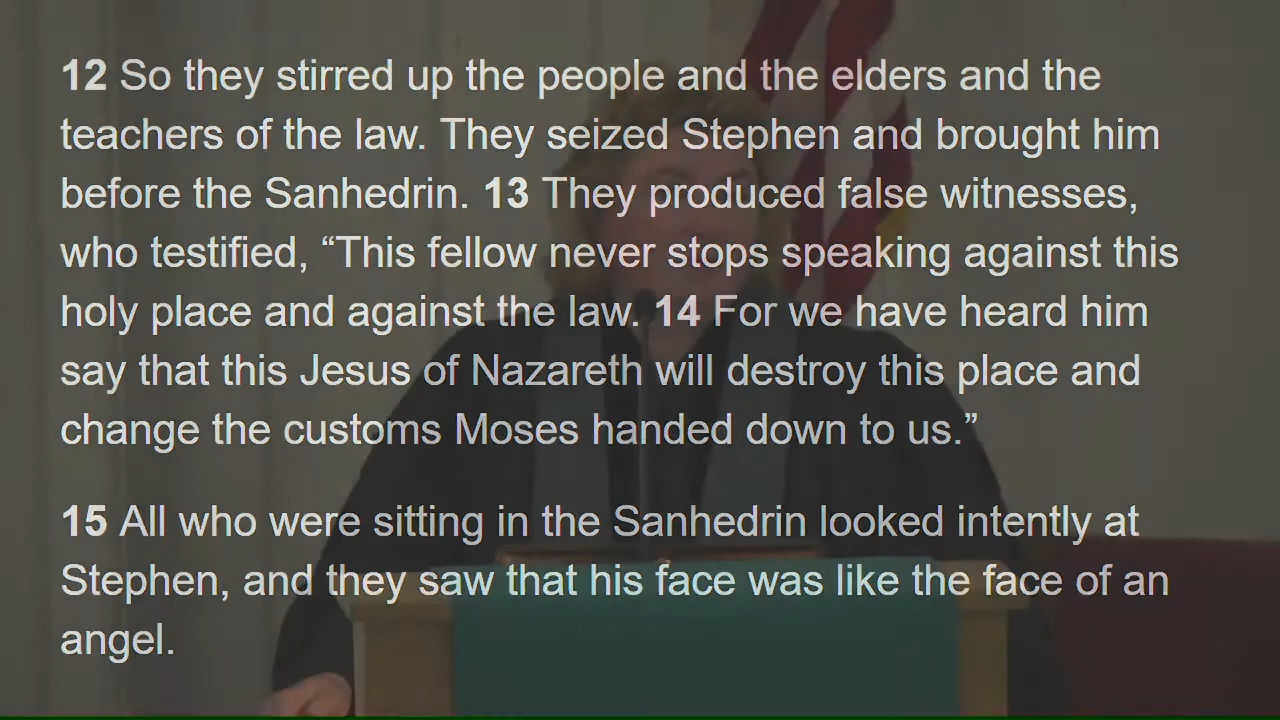 12 So they stirred up the people and the elders and the
teachers of the law. They seized Stephen and brought him
before the Sanhedrin. 13 They produced false witnesses,
who testified, “This fellow never stops speaking against this
holy place and against the law. 14 For we have heard him
say that this Jesus of Nazareth will destroy this place and
change the customs Moses handed down to us.”
15 All who were sitting in the Sanhedrin looked intently at
Stephen, and they saw that his face was like the face of an
angel.